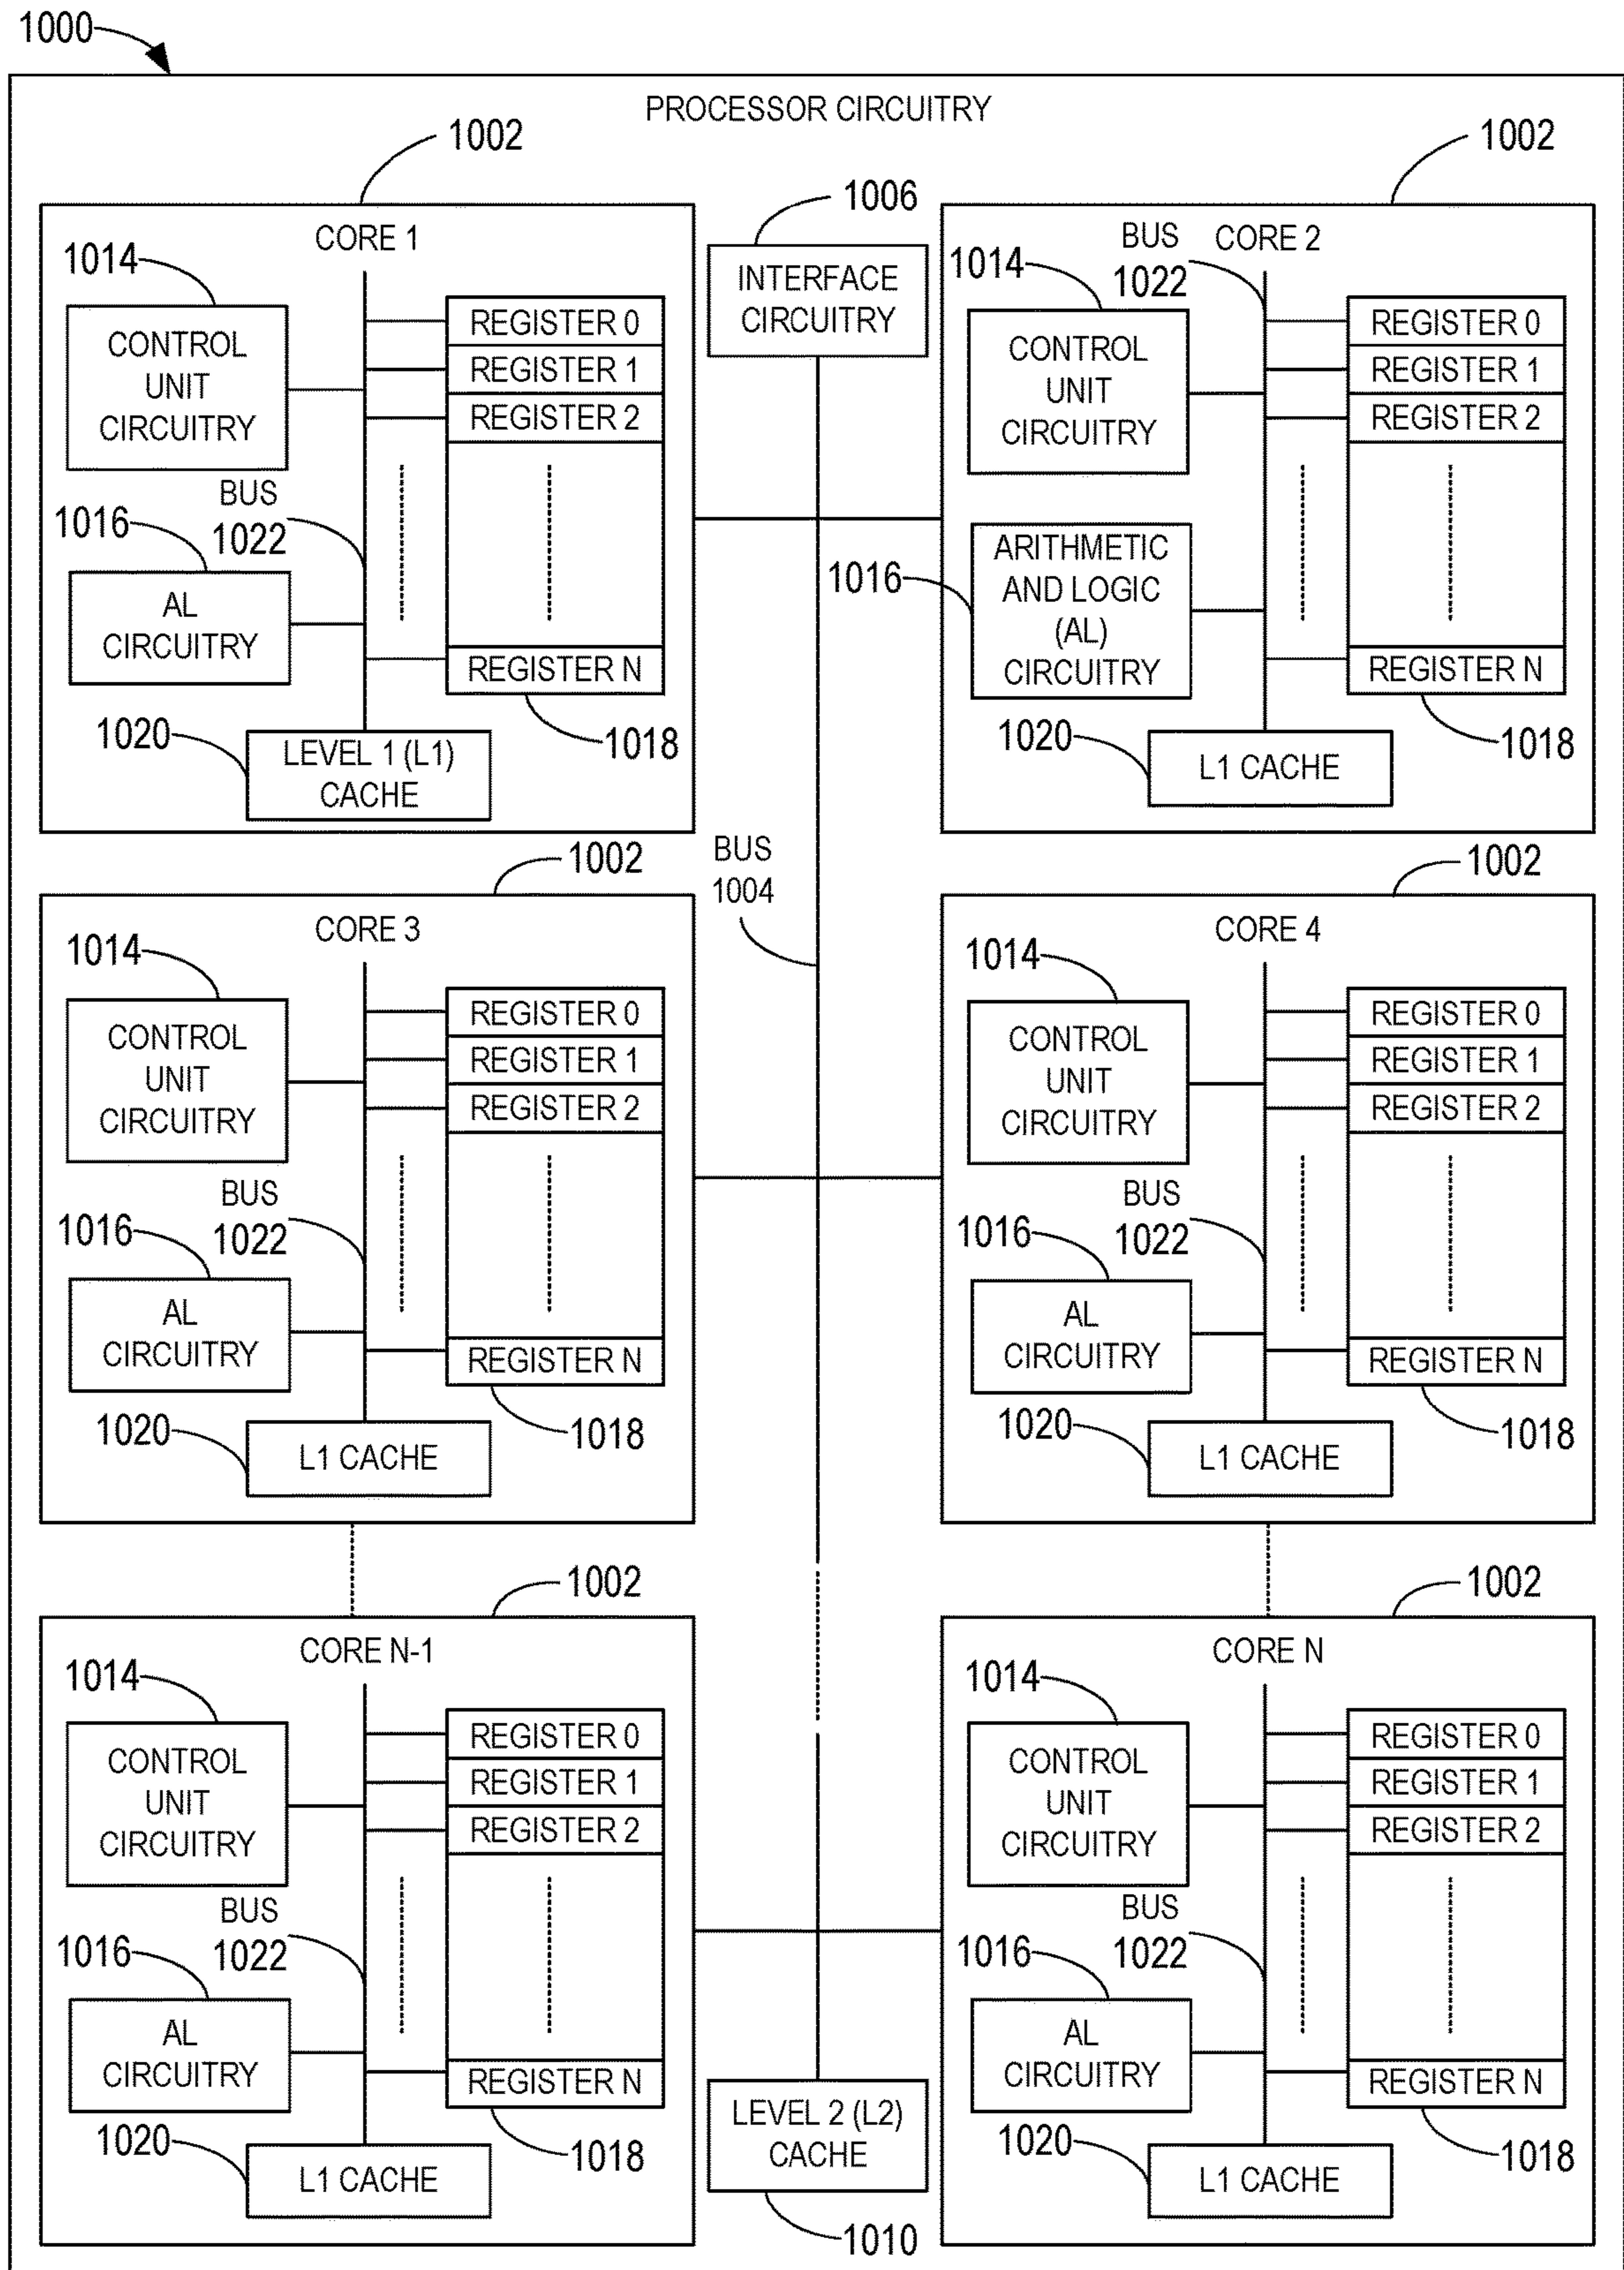 1000
PROCESSOR CIRCUITRY
1002
CORE 1
1014
CONTROL
UNIT
CIRCUITRY
REGISTER 0
REGISTER 1
REGISTER 2
BUS
1022
1016
AL
CIRCUITRY
REGISTER N
1018
1020
LEVEL 1 (L1)
CACHE
1006
INTERFACE
CIRCUITRY
1002
BUS
1022
CORE 2
1014
CONTROL
UNIT
CIRCUITRY
REGISTER 0
REGISTER 1
REGISTER 2
1016
ARITHMETIC
AND LOGIC
(AL)
CIRCUITRY
REGISTER N
1018
1020
L1 CACHE
BUS
1004
1002
CORE 3
1014
CONTROL
UNIT
CIRCUITRY
REGISTER 0
REGISTER 1
REGISTER 2
BUS
1022
1016
AL
CIRCUITRY
REGISTER N
1018
1020
L1 CACHE
1002
CORE 4
1014
CONTROL
UNIT
CIRCUITRY
REGISTER 0
REGISTER 1
REGISTER 2
BUS
1022
1016
AL
CIRCUITRY
REGISTER N
1018
1020
L1 CACHE
1002
CORE N-1
1014
CONTROL
UNIT
CIRCUITRY
REGISTER 0
REGISTER 1
REGISTER 2
BUS
1022
1016
AL
CIRCUITRY
REGISTER N
1018
1020
L1 CACHE
LEVEL 2 (L2)
CACHE
1010
1002
CORE N
1014
CONTROL
UNIT
CIRCUITRY
REGISTER 0
REGISTER 1
REGISTER 2
BUS
1022
1016
AL
CIRCUITRY
REGISTER N
1018
1020
L1 CACHE